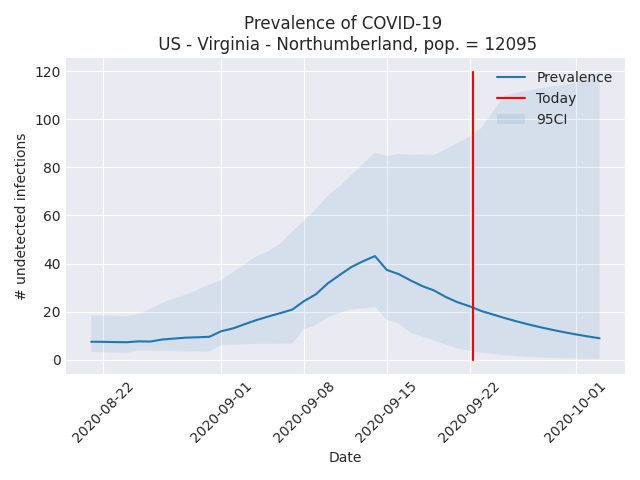 Prevalence of COVID-19
US - Virginia - Northumberland, pop. = 12095
120
100
80
60
40
20
0
# undetected infections
Prevalence
Today
95CI
2020-08-22
2020-09-01
2020-09-08
2020-09-15
2020-09-22
2020-10-01
Date